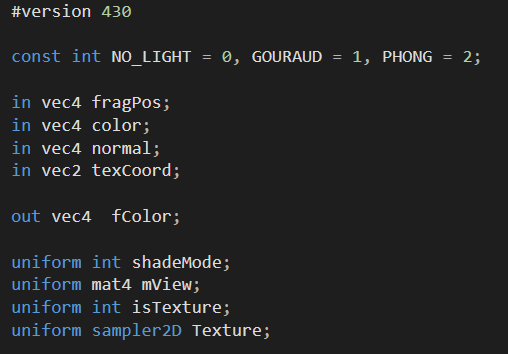 #version 430
const int NO_LIGHT = 0, GOURAUD = 1, PHONG = 2;
in vec4 fragPos;
in vec4 color;
in vec4 normal;
in vec2 texCoord;
out vec4  fColor;
uniform int shadeMode;
uniform mat4 mView;
uniform int isTexture;
uniform sampler2D Texture;